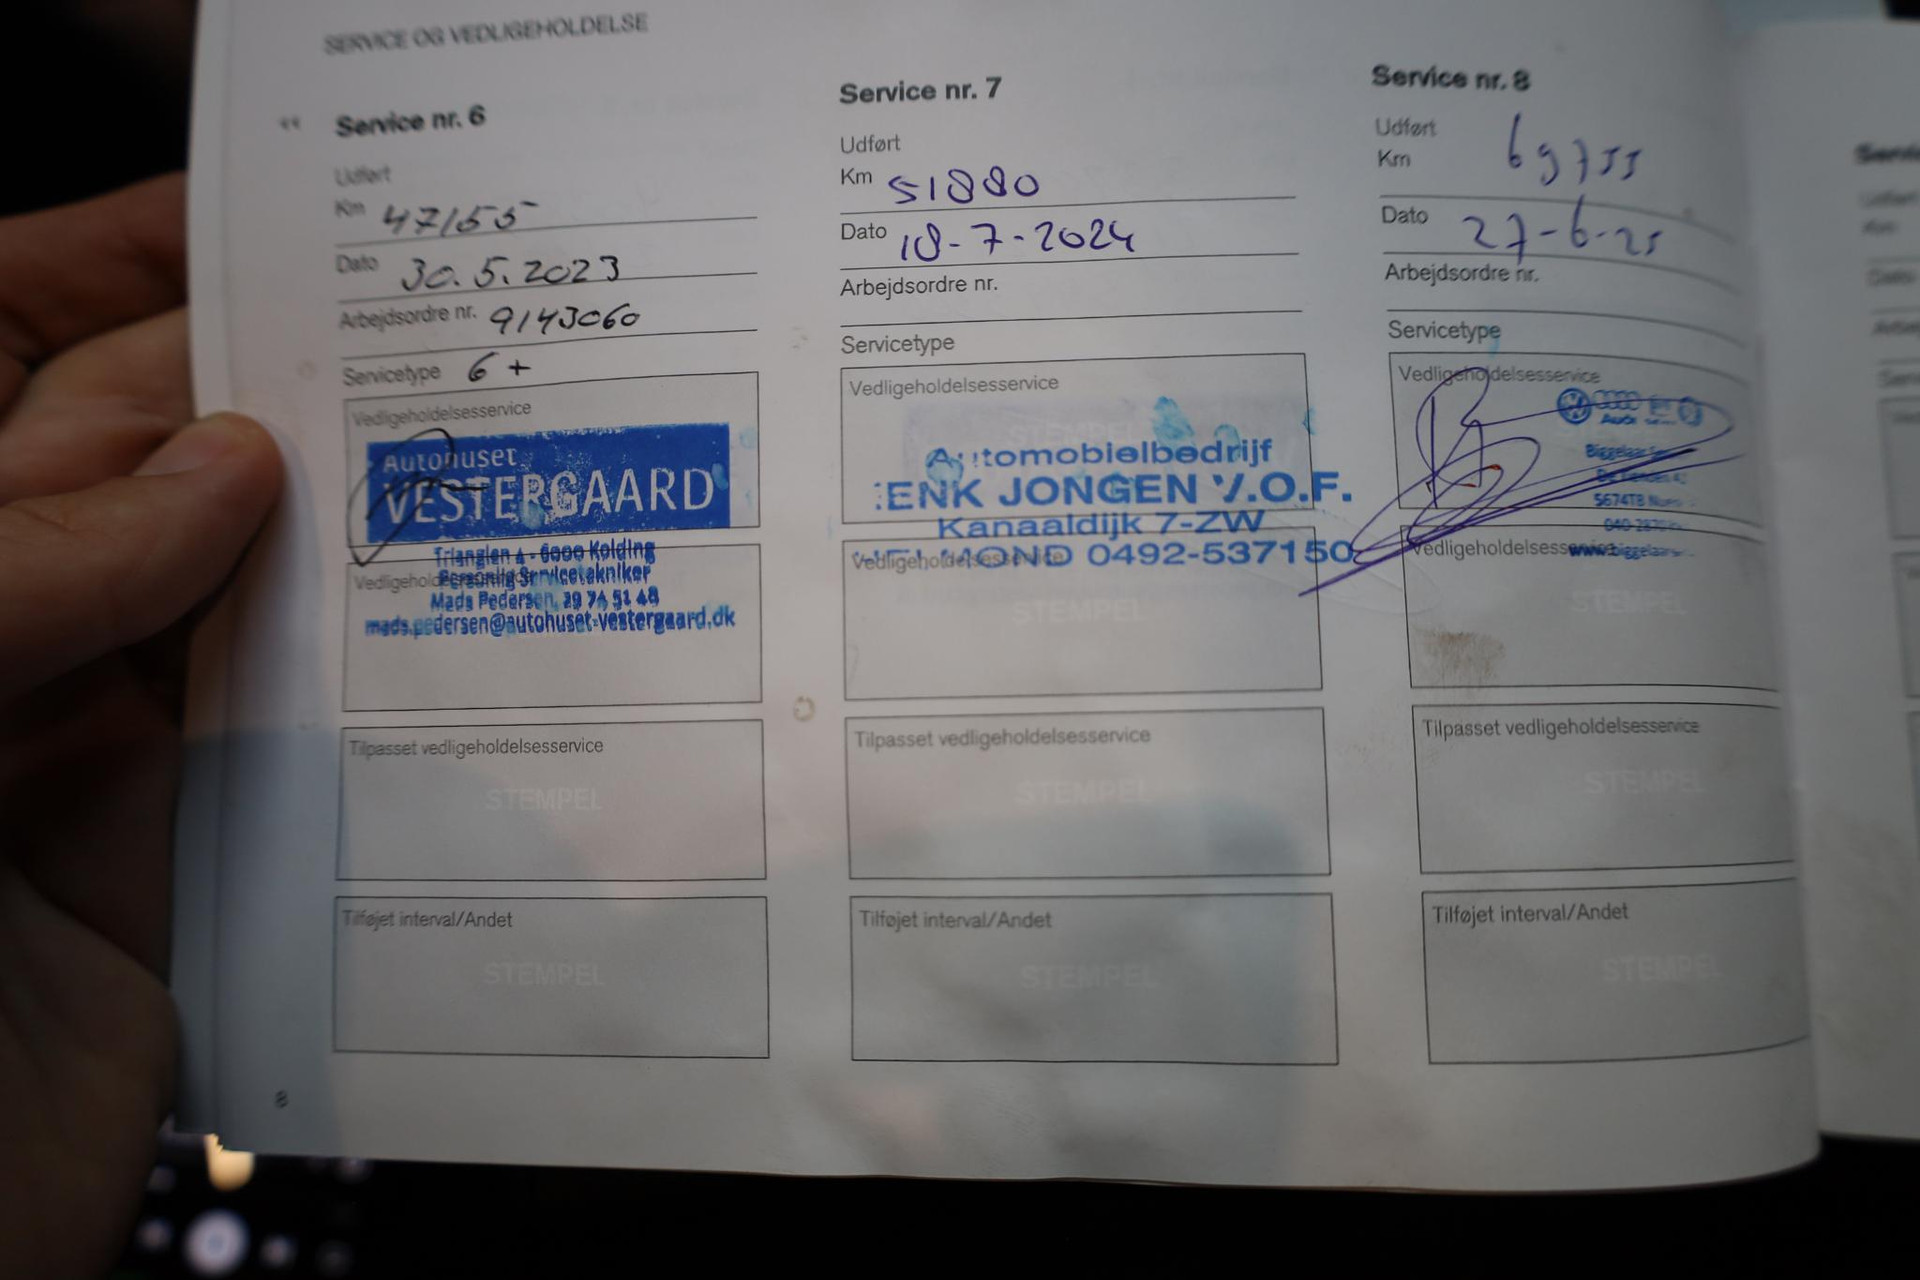 SERVICE OG VEDLIGEHOLDELSE
Service nr. 6
Udført
Km 47155
Dato 30.5.2023
Arbejdsordre nr. 9143060
Servicetype 6 +
Vedligeholdelsesservice
Autohuset
VESTERGAARD
Trianglen 4 - 6000 Kolding
Personlig Servicetekniker
Mads Pedersen, 29 74 51 48
mads.pedersen@autohuset-vestergaard.dk
Tilpasset vedligeholdelsesservice
STEMPEL
Tilføjet interval/Andet
STEMPEL
8
Service nr. 7
Udført
Km 51880
Dato 18-7-2024
Arbejdsordre nr.
Servicetype
Vedligeholdelsesservice
Automobielbedrijf
ENK JONGEN V.O.F.
Kanaaldijk 7-ZW
Vedligeholdelsesservice
0492-537150
STEMPEL
Tilpasset vedligeholdelsesservice
STEMPEL
Tilføjet interval/Andet
STEMPEL
Service nr. 8
Udført
Km 69755
Dato 27-6-25
Arbejdsordre nr.
Servicetype
Vedligeholdelsesservice
Audi
Biggelaar
5674TB
Vedligeholdelsesservice
STEMPEL
Tilpasset vedligeholdelsesservice
STEMPEL
Tilføjet interval/Andet
STEMPEL